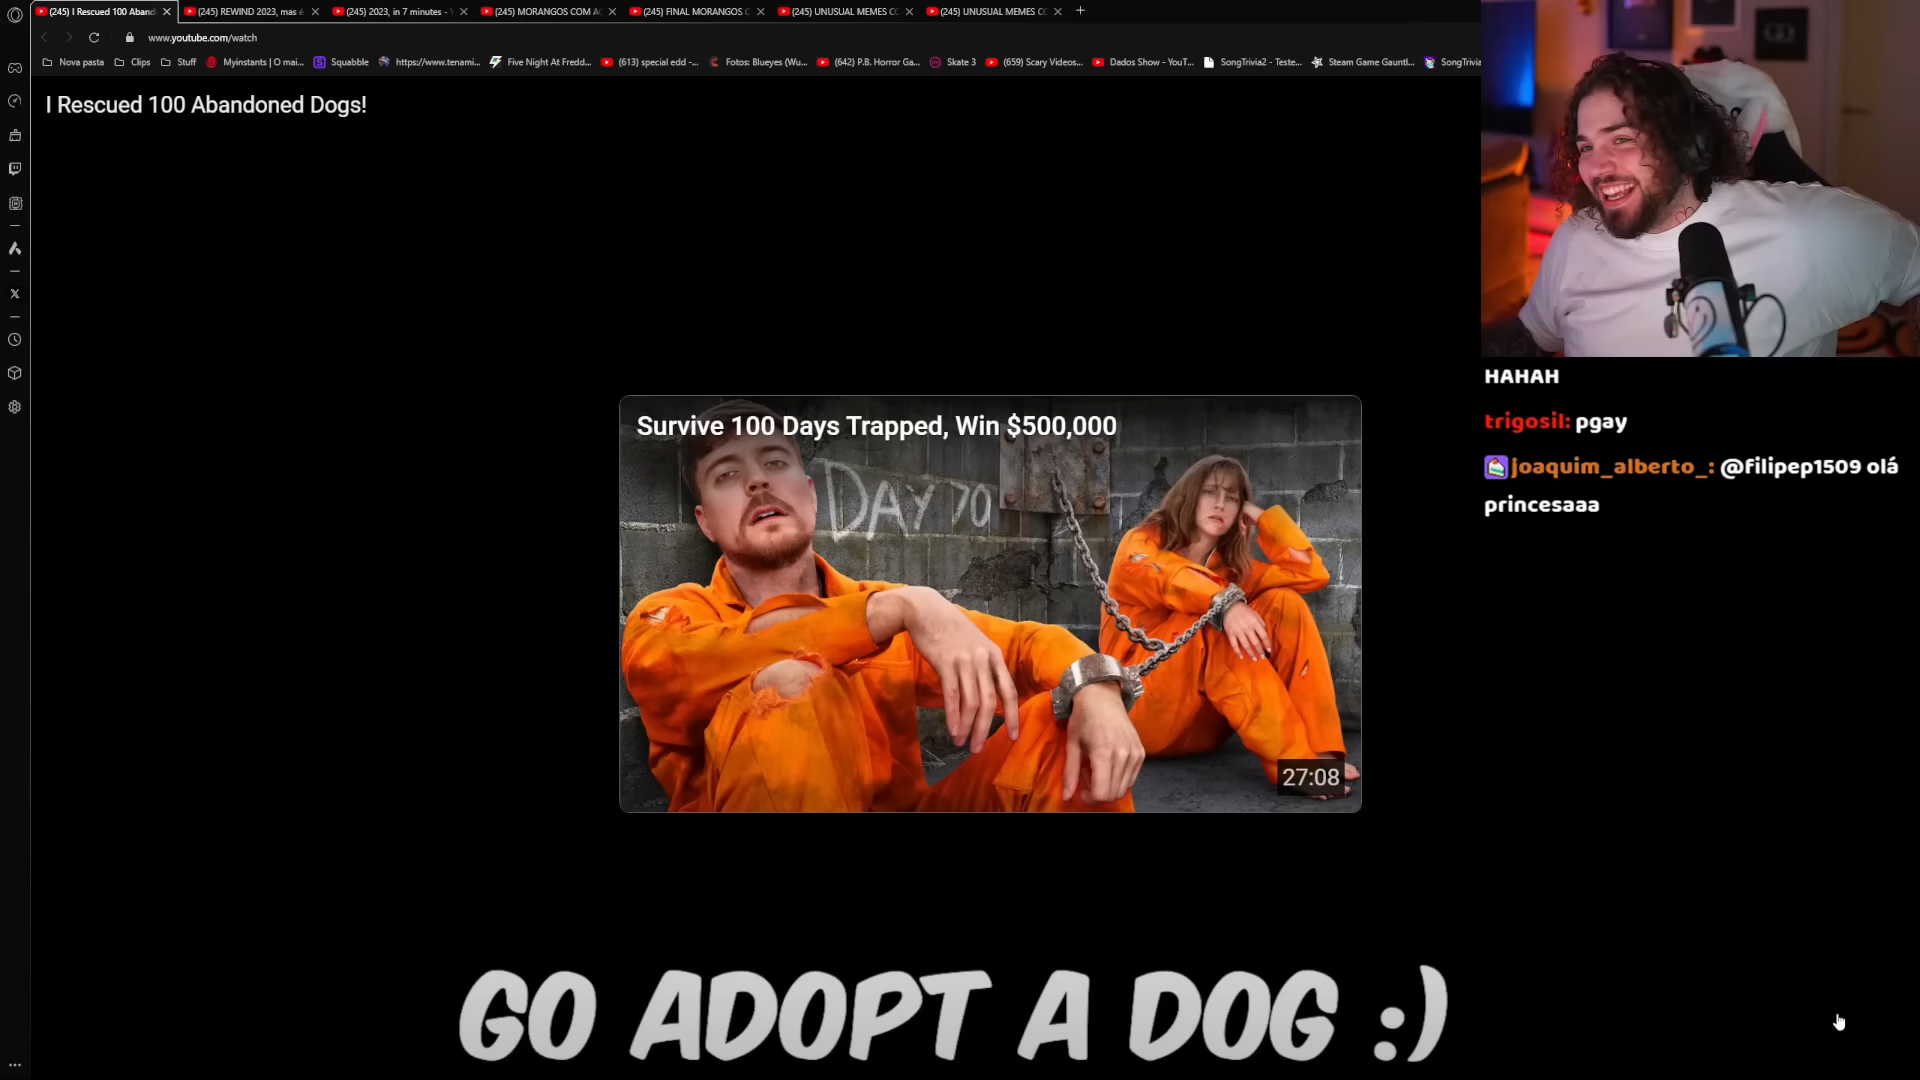 (245) I Rescued 100 Aband
(245) REWIND 2023, mas é
(245) 2023, in 7 minutes - Y
(245) MORANGOS COM A
(245) FINAL MORANGOS C
(245) UNUSUAL MEMES CO
(245) UNUSUAL MEMES CO
www.youtube.com/watch
Nova pasta
Clips
Stuff
Myinstants | O mai...
Squabble
https://www.tenami...
Five Night At Fredd...
(613) special edd -...
Fotos: Blueyes (Wu...
(642) P.B. Horror Ga...
Skate 3
(659) Scary Videos...
Dados Show - YouT...
SongTrivia2 - Teste...
Steam Game Gauntl...
SongTrivia
I Rescued 100 Abandoned Dogs!
HAHAH
trigosil: pgay
joaquim_alberto_: @filipep1509 olá
princesaaa
Survive 100 Days Trapped, Win $500,000
DAY 70
27:08
GO ADOPT A DOG :)